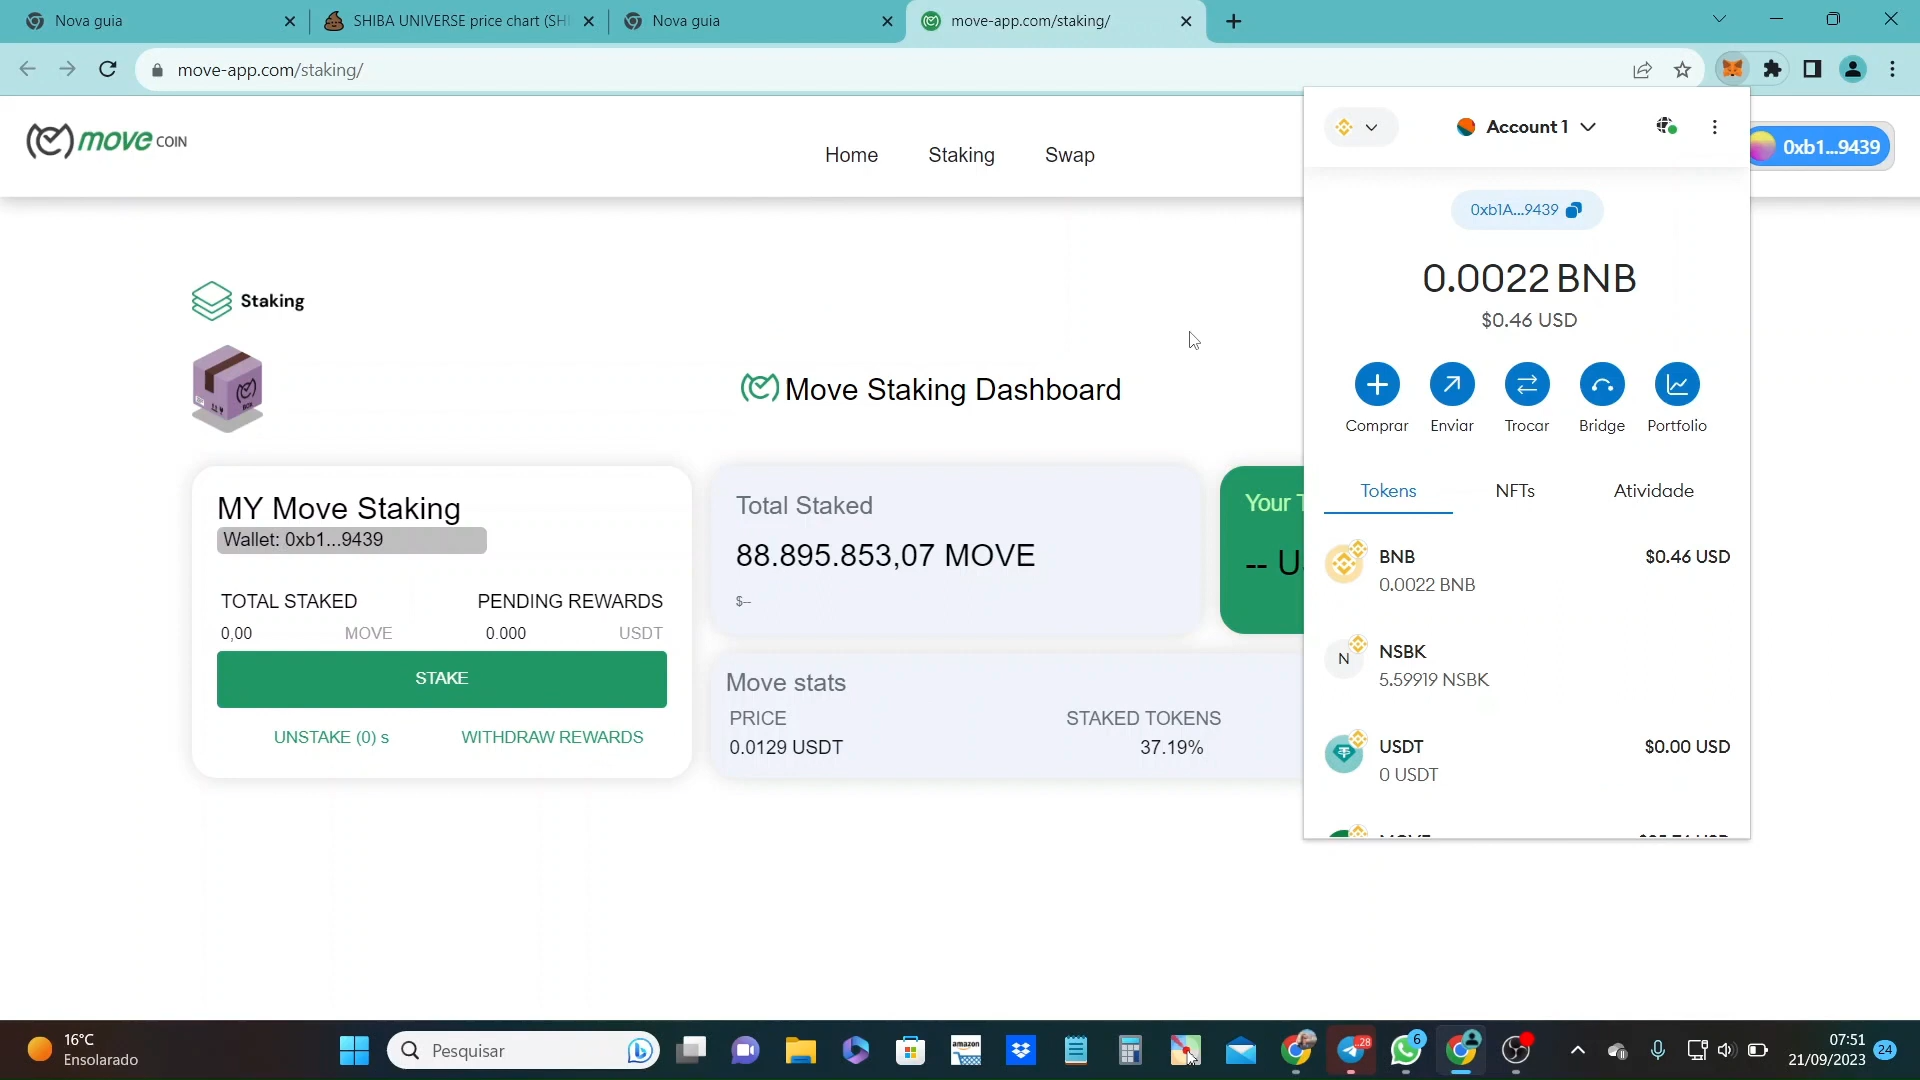 Nova guia
SHIBA UNIVERSE price chart (SHI
Nova guia
move-app.com/staking/
move-app.com/staking/
move COIN
Home
Staking
Swap
Account 1
0xb1...9439
0xb1A...9439
0.0022 BNB
$0.46 USD
Comprar
Enviar
Trocar
Bridge
Portfolio
Tokens
NFTs
Atividade
BNB
$0.46 USD
0.0022 BNB
N
NSBK
5.59919 NSBK
USDT
$0.00 USD
0 USDT
Staking
Move Staking Dashboard
MY Move Staking
Wallet: 0xb1...9439
TOTAL STAKED
PENDING REWARDS
0,00
MOVE
0.000
USDT
STAKE
UNSTAKE (0) s
WITHDRAW REWARDS
Total Staked
88.895.853,07 MOVE
$--
Your
Move stats
PRICE
STAKED TOKENS
0.0129 USDT
37.19%
16°C
Ensolarado
Pesquisar
amazon
28
6
07:51
21/09/2023
24